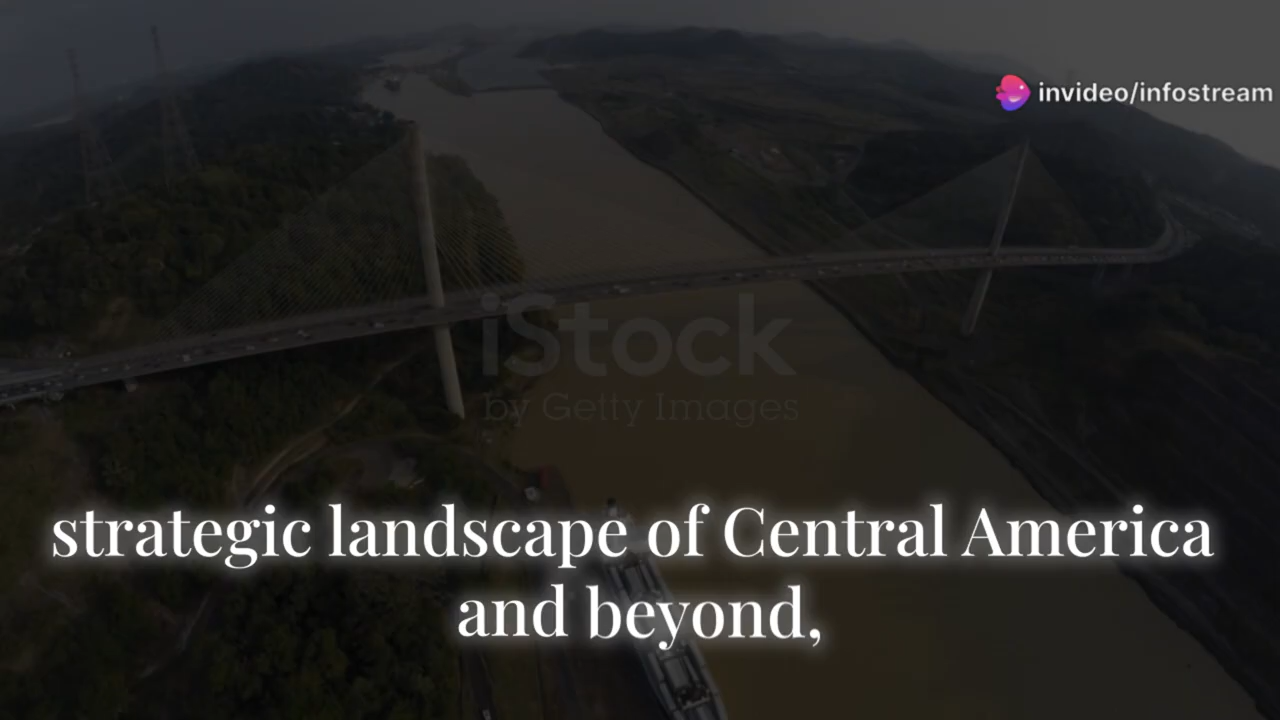 invideo/infostream
iStock
by Getty Images
strategic landscape of Central America
and beyond,